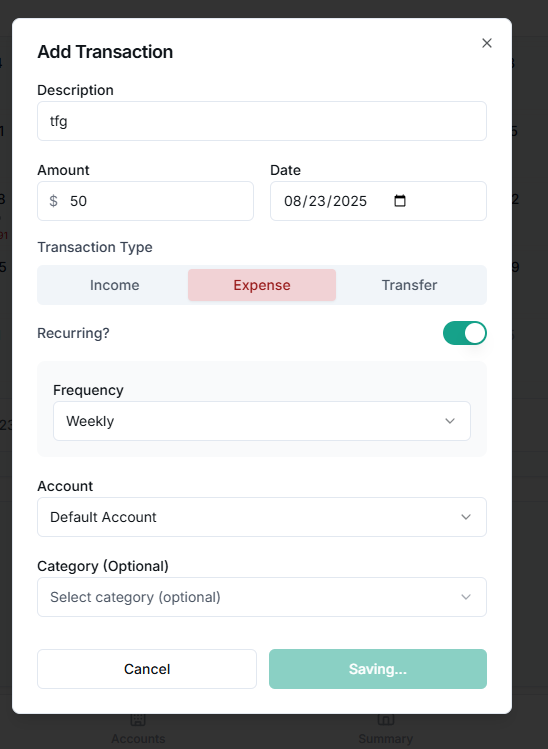 Add Transaction
Description
tfg
Amount Date
$ 50 08/23/2025
Transaction Type
Income Expense Transfer
Recurring?
Frequency
Weekly
Account
Default Account
Category (Optional)
Select category (optional)
Cancel Saving...
Accounts Summary